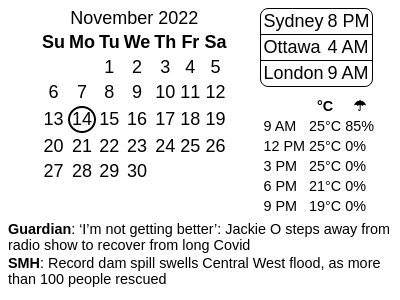 November 2022
Su Mo Tu We Th Fr Sa
1 2 3 4 5
6 7 8 9 10 11 12
13 14 15 16 17 18 19
20 21 22 23 24 25 26
27 28 29 30
Sydney 8 PM
Ottawa 4 AM
London 9 AM
°C ☂
9 AM 25°C 85%
12 PM 25°C 0%
3 PM 25°C 0%
6 PM 21°C 0%
9 PM 19°C 0%
Guardian: ‘I’m not getting better’: Jackie O steps away from
radio show to recover from long Covid
SMH: Record dam spill swells Central West flood, as more
than 100 people rescued